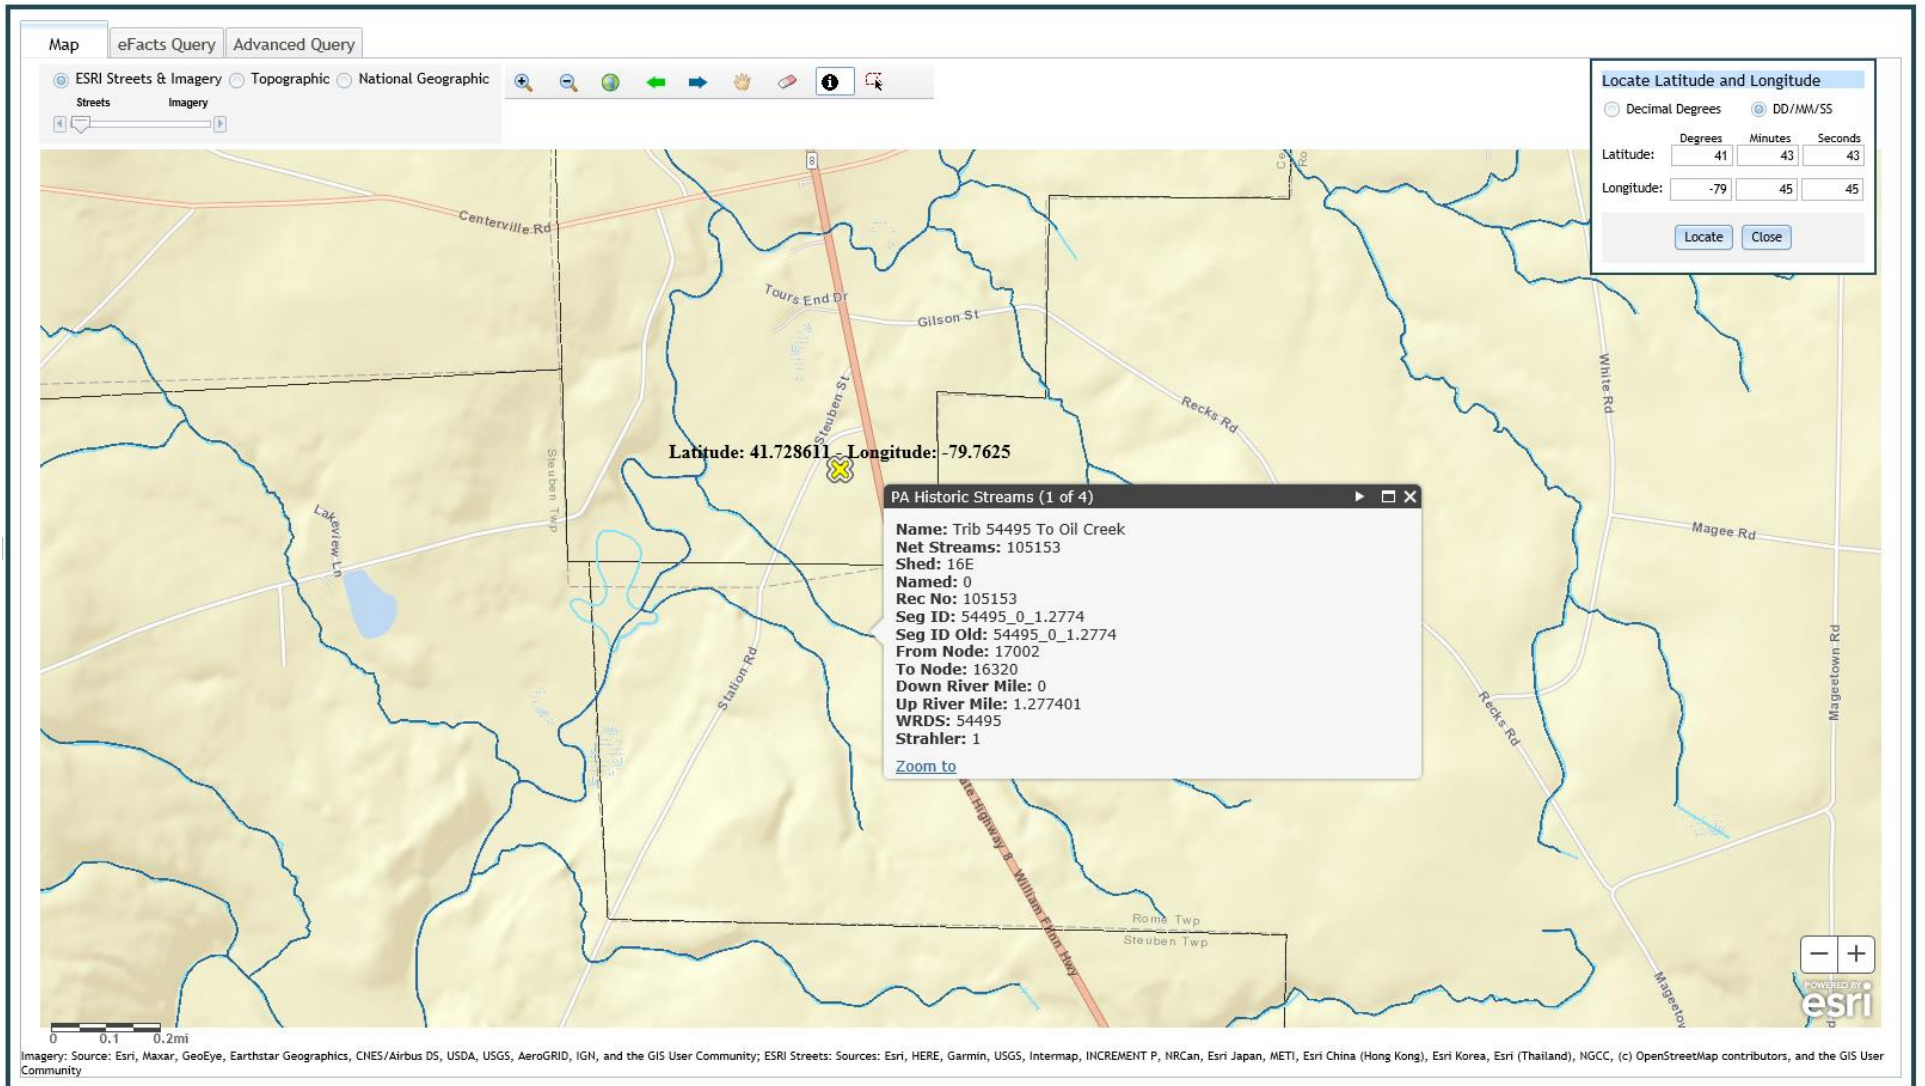 Map eFacts Query Advanced Query
ESRI Streets & Imagery Topographic National Geographic
Streets Imagery
Locate Latitude and Longitude
Decimal Degrees DD/MM/SS
Degrees Minutes Seconds
Latitude: 41 43 43
Longitude: -79 45 45
Locate Close
8
Ce
Ro
Centerville Rd
Tours End Dr
Gilson St
Steuben St
Recks Rd
White Rd
Latitude: 41.728611 - Longitude: -79.7625
Steuben Twp
Lakeview Ln
Magee Rd
PA Historic Streams (1 of 4)
Name: Trib 54495 To Oil Creek
Net Streams: 105153
Shed: 16E
Named: 0
Rec No: 105153
Seg ID: 54495_0_1.2774
Seg ID Old: 54495_0_1.2774
From Node: 17002
To Node: 16320
Down River Mile: 0
Up River Mile: 1.277401
WRDS: 54495
Strahler: 1
Zoom to
Station Rd
Mageetown Rd
Recks Rd
ate Highway 8
William Flinn Hwy
Rome Twp
Steuben Twp
Mageetow
POWERED BY
esri
0 0.1 0.2mi
Imagery: Source: Esri, Maxar, GeoEye, Earthstar Geographics, CNES/Airbus DS, USDA, USGS, AeroGRID, IGN, and the GIS User Community; ESRI Streets: Sources: Esri, HERE, Garmin, USGS, Intermap, INCREMENT P, NRCan, Esri Japan, METI, Esri China (Hong Kong), Esri Korea, Esri (Thailand), NGCC, (c) OpenStreetMap contributors, and the GIS User
Community